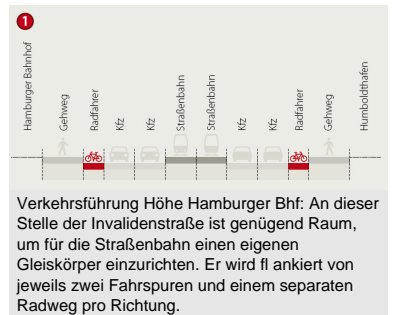 1
Hamburger Bahnhof
Gehweg
Radfahrer
Kfz
Kfz
Straßenbahn
Straßenbahn
Kfz
Kfz
Radfahrer
Gehweg
Humboldthafen
Verkehrsführung Höhe Hamburger Bhf: An dieser
Stelle der Invalidenstraße ist genügend Raum,
um für die Straßenbahn einen eigenen
Gleiskörper einzurichten. Er wird fl ankiert von
jeweils zwei Fahrspuren und einem separaten
Radweg pro Richtung.